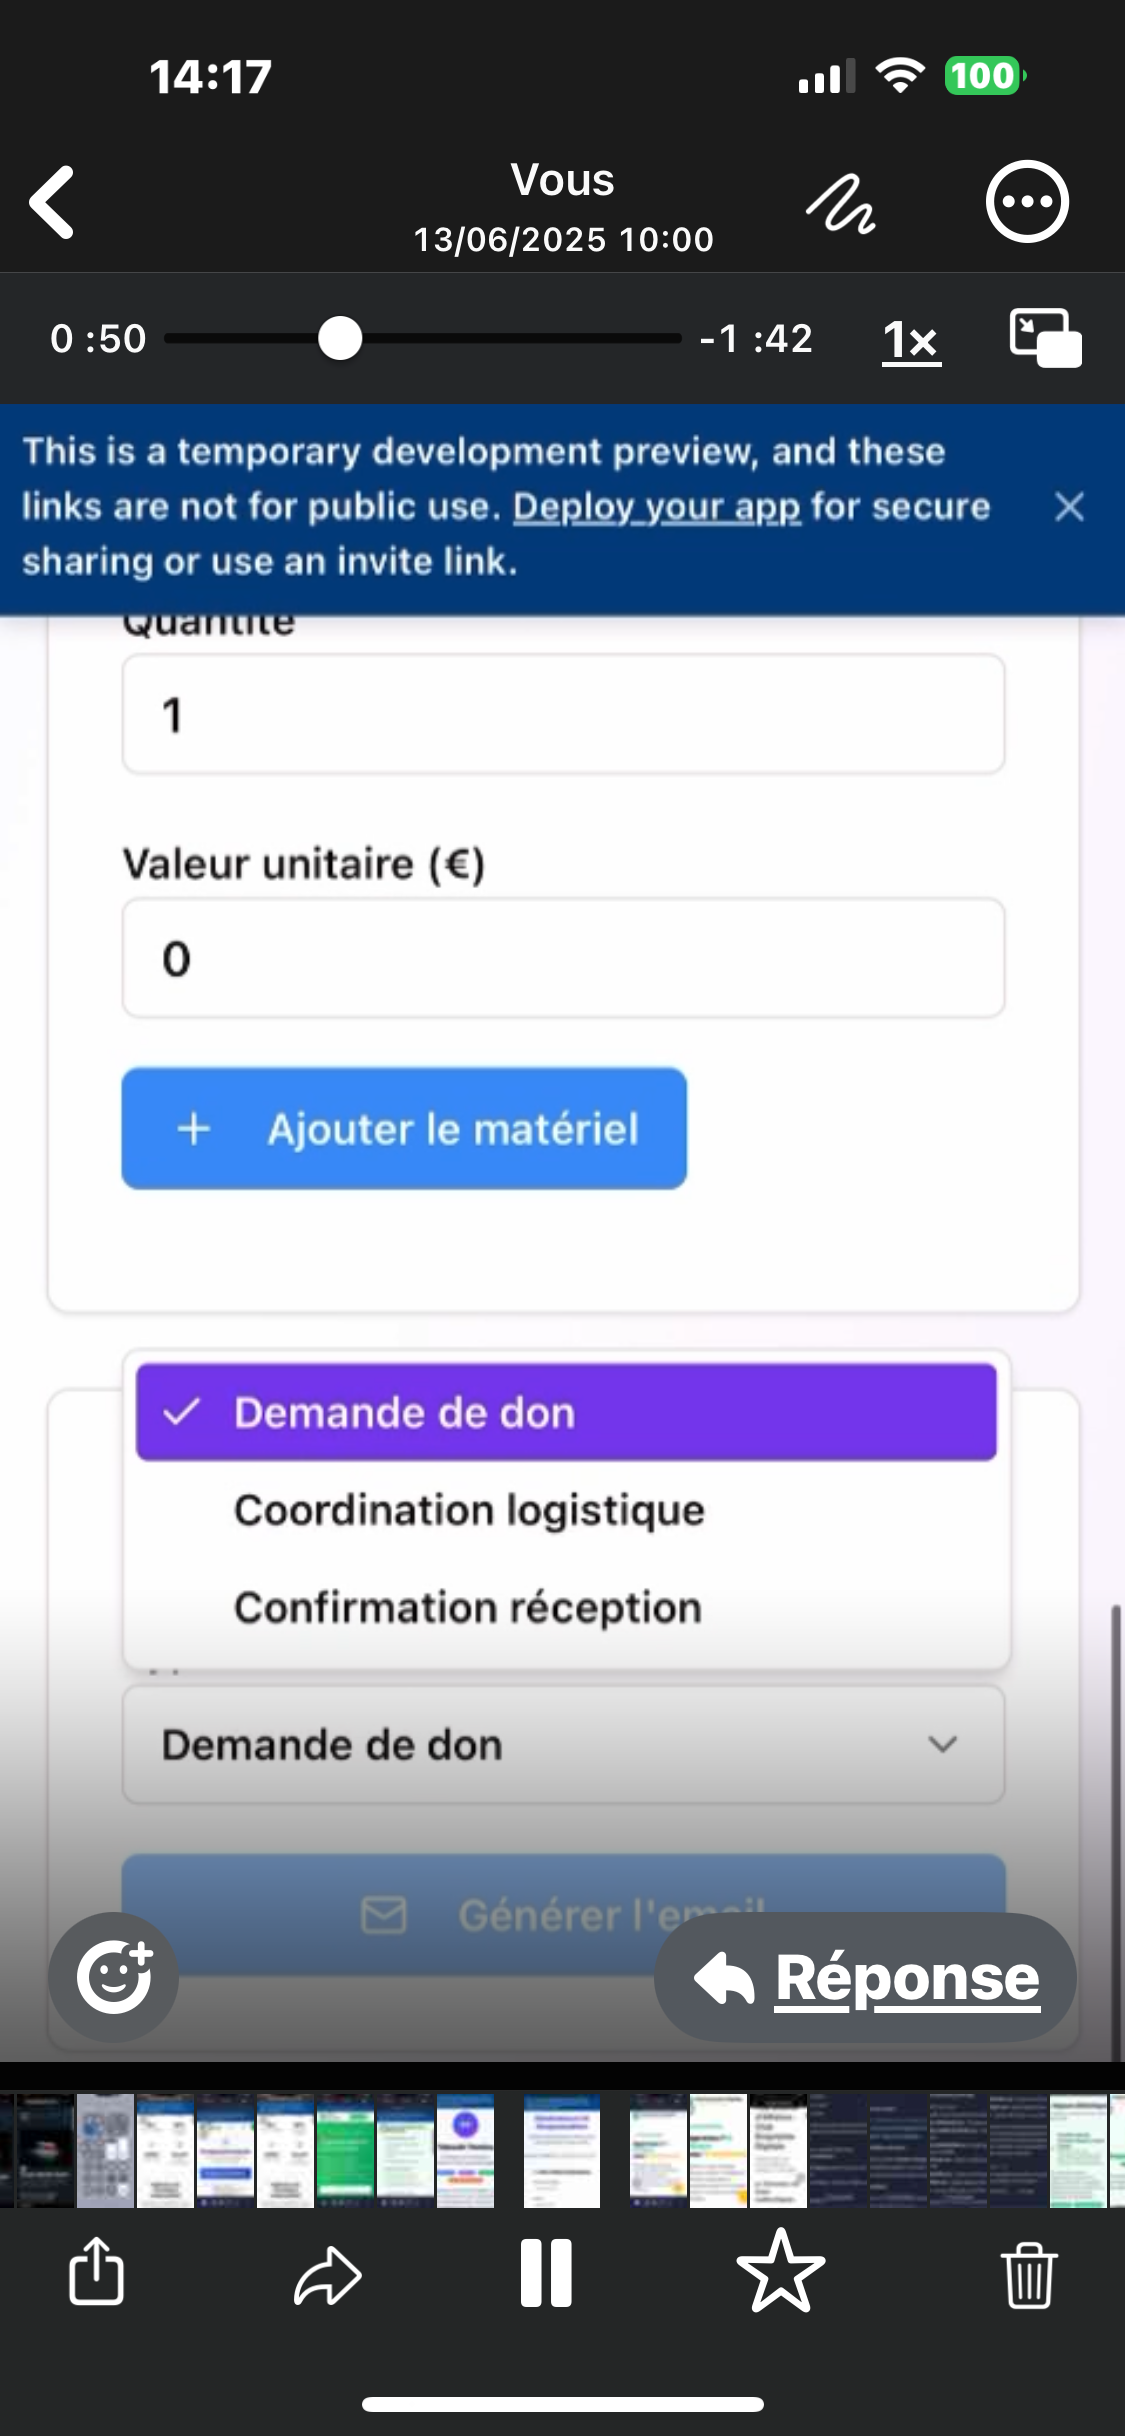 14:17
100
Vous
13/06/2025 10:00
0 :50
-1 :42
1×
This is a temporary development preview, and these
links are not for public use. Deploy your app for secure
sharing or use an invite link.
Quantité
1
Valeur unitaire (€)
0
+ Ajouter le matériel
Demande de don
Coordination logistique
Confirmation réception
Demande de don
Générer l'email
Réponse